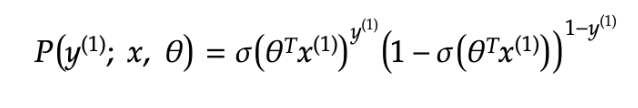 P(y⁽¹⁾; x, θ) = σ(θᵀx⁽¹⁾)^y⁽¹⁾ (1 − σ(θᵀx⁽¹⁾))^1−y⁽¹⁾